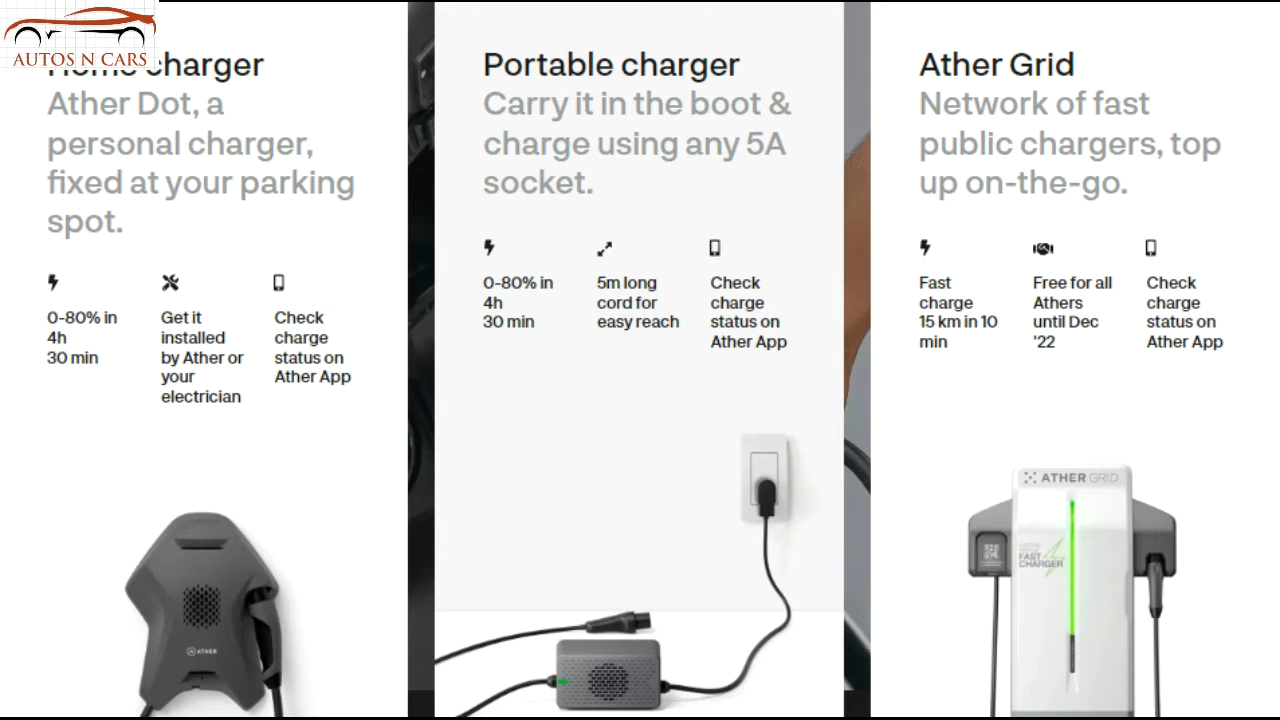 AUTOS N CARS
Home charger
Ather Dot, a
personal charger,
fixed at your parking
spot.
0-80% in
4h
30 min
Get it
installed
by Ather or
your
electrician
Check
charge
status on
Ather App
ATHER
Portable charger
Carry it in the boot &
charge using any 5A
socket.
0-80% in
4h
30 min
5m long
cord for
easy reach
Check
charge
status on
Ather App
Ather Grid
Network of fast
public chargers, top
up on-the-go.
Fast
charge
15 km in 10
min
Free for all
Athers
until Dec
'22
Check
charge
status on
Ather App
ATHER GRID
FAST
CHARGER